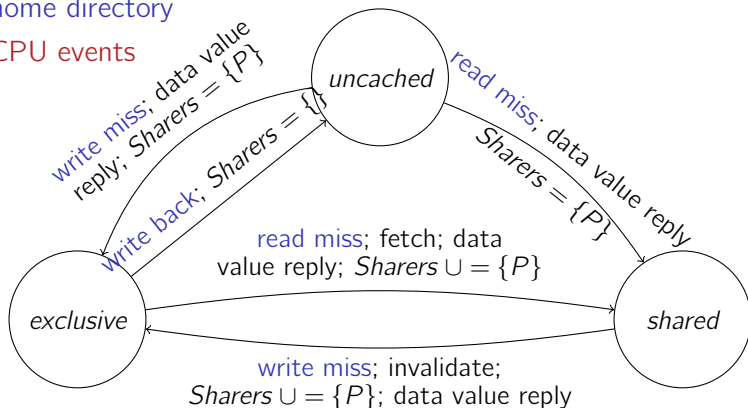 home directory
CPU events
write miss; data value
reply; Sharers = {P}
uncached
read miss; data value reply
Sharers = {P}
write back; Sharers = {}
read miss; fetch; data
value reply; Sharers ∪ = {P}
exclusive
shared
write miss; invalidate;
Sharers ∪ = {P}; data value reply